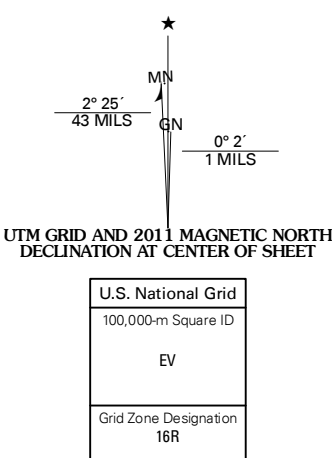 MN
2° 25´
43 MILS
GN
0° 2´
1 MILS
UTM GRID AND 2011 MAGNETIC NORTH
DECLINATION AT CENTER OF SHEET
U.S. National Grid
100,000-m Square ID
EV
Grid Zone Designation
16R